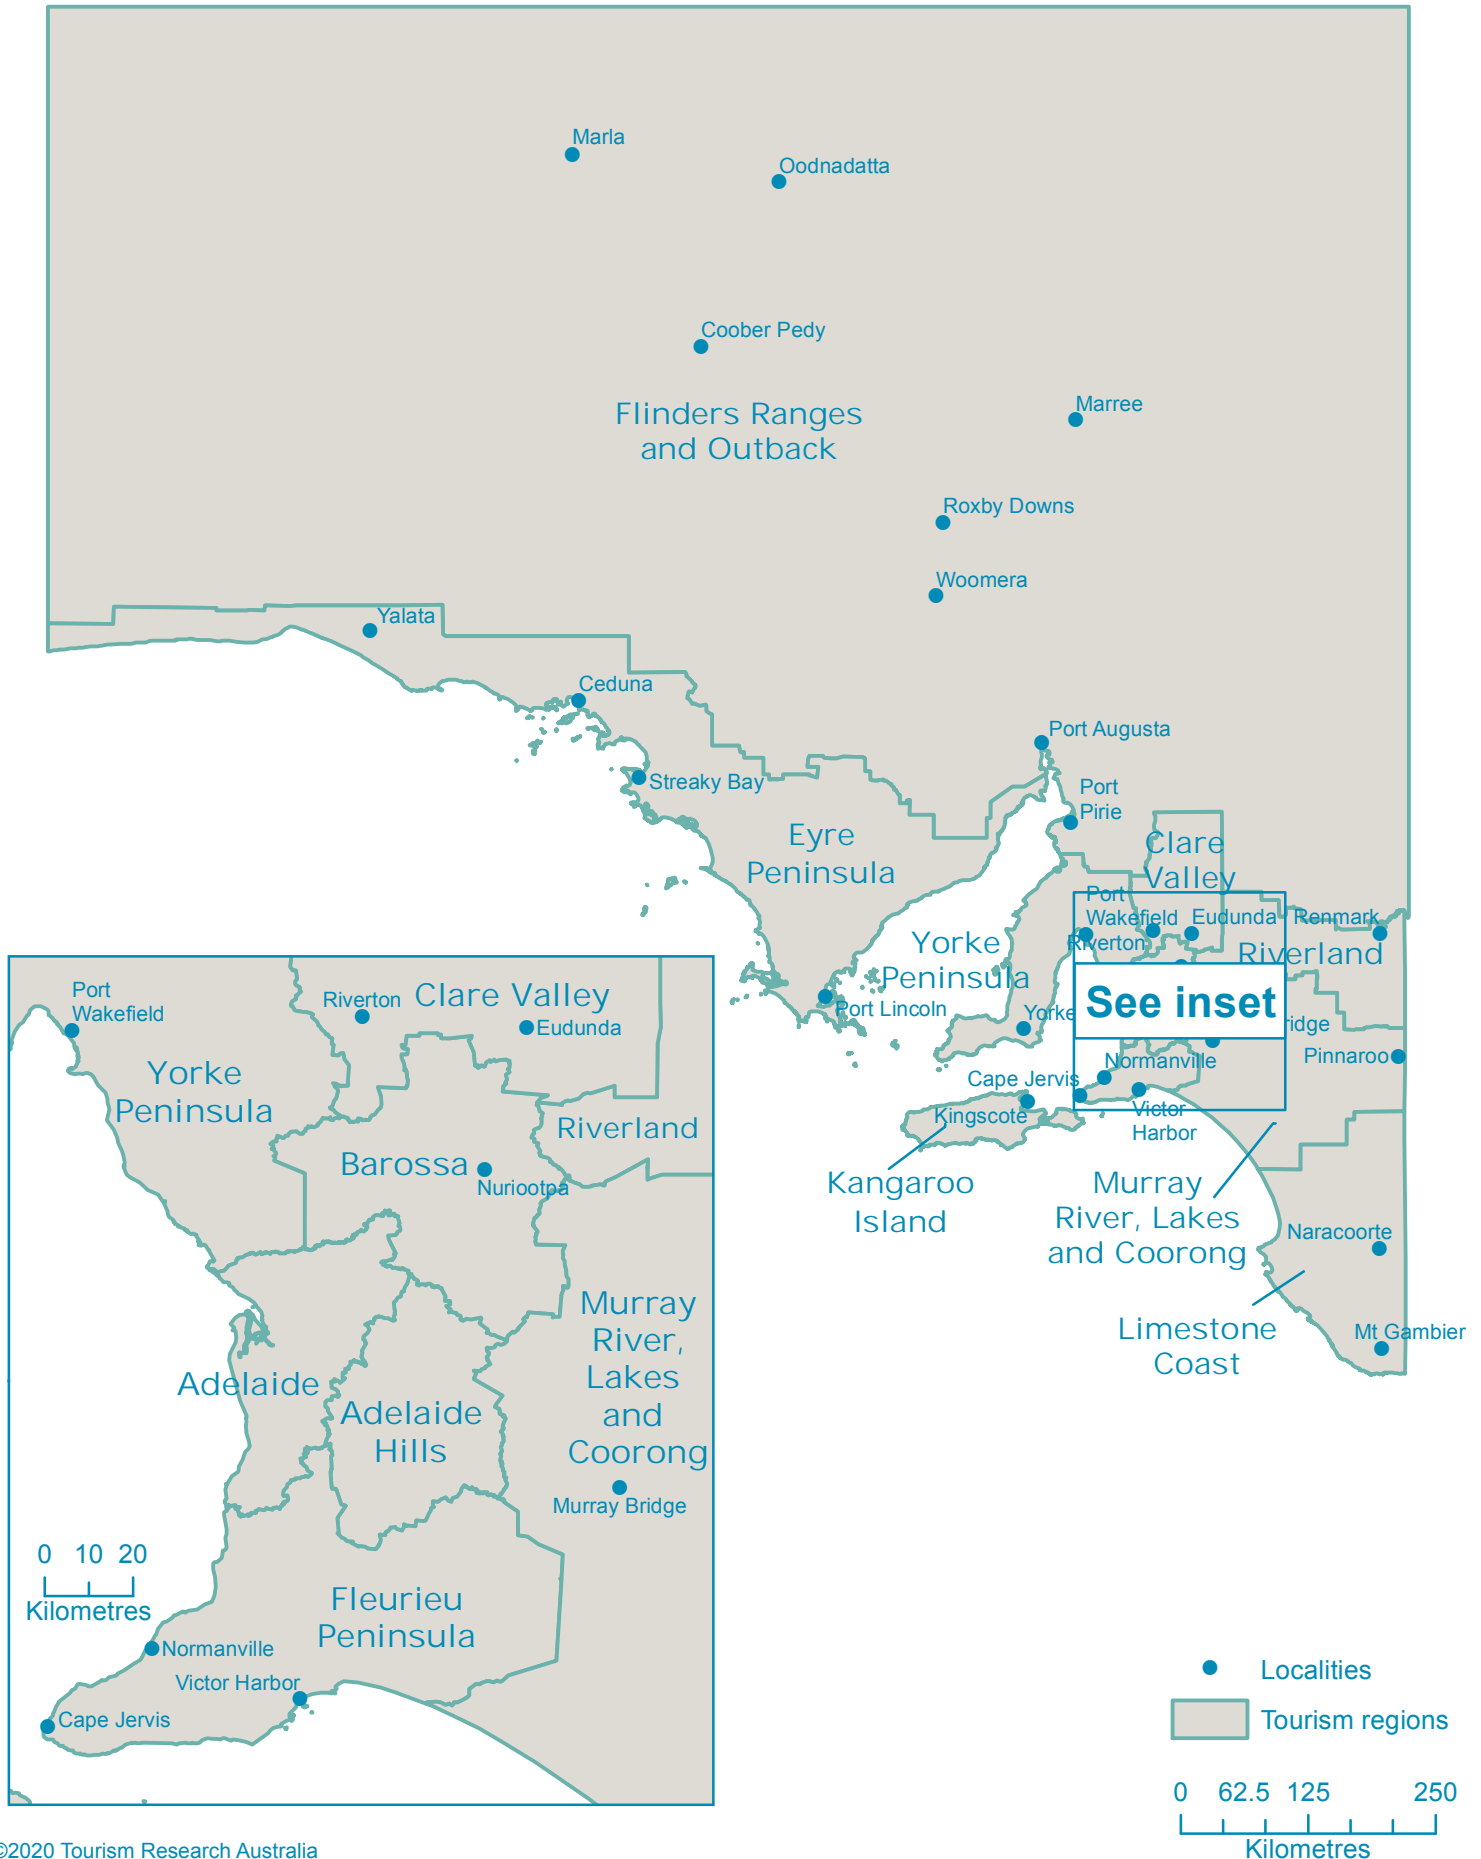 Marla
Oodnadatta
Coober Pedy
Flinders Ranges
and Outback
Marree
Roxby Downs
Woomera
Yalata
Ceduna
Port Augusta
Streaky Bay
Port
Pirie
Eyre
Peninsula
Clare
Valley
Port
Wakefield
Eudunda
Renmark
Riverton
Yorke
Peninsula
Riverland
See inset
Port Lincoln
Yorke
ridge
Pinnaroo
Normanville
Cape Jervis
Kingscote
Victor
Harbor
Kangaroo
Island
Murray
River, Lakes
and Coorong
Naracoorte
Limestone
Coast
Mt Gambier
Port
Wakefield
Riverton
Clare Valley
Eudunda
Yorke
Peninsula
Riverland
Barossa
Nuriootpa
Murray
River,
Lakes
and
Coorong
Adelaide
Adelaide
Hills
Murray Bridge
0 10 20
Kilometres
Fleurieu
Peninsula
Normanville
Victor Harbor
Cape Jervis
Localities
Tourism regions
0 62.5 125 250
Kilometres
©2020 Tourism Research Australia